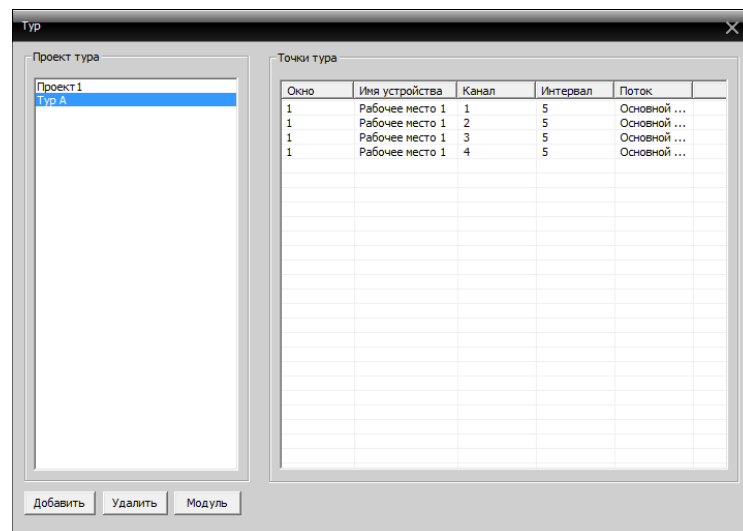 Тур
Проект тура
Точки тура
Проект1
Тур А
Окно Имя устройства Канал Интервал Поток
1 Рабочее место 1 1 5 Основной ...
1 Рабочее место 1 2 5 Основной ...
1 Рабочее место 1 3 5 Основной ...
1 Рабочее место 1 4 5 Основной ...
Добавить Удалить Модуль